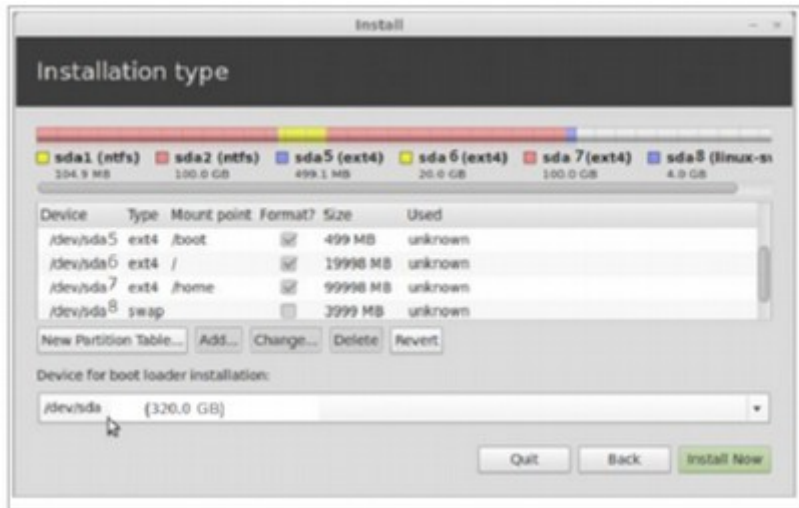 Install
Installation type
sda1 (ntfs) sda2 (ntfs) sda5 (ext4) sda 6(ext4) sda 7(ext4) sda8 (linux-sw
104.9 MB 100.0 GB 499.1 MB 20.0 GB 100.0 GB 4.0 GB
Device Type Mount point Format? Size Used
/dev/sda5 ext4 /boot 499 MB unknown
/dev/sda6 ext4 / 19998 MB unknown
/dev/sda7 ext4 /home 99998 MB unknown
/dev/sda8 swap 3999 MB unknown
New Partition Table... Add... Change... Delete Revert
Device for boot loader installation:
/dev/sda (320.0 GB)
Quit Back Install Now